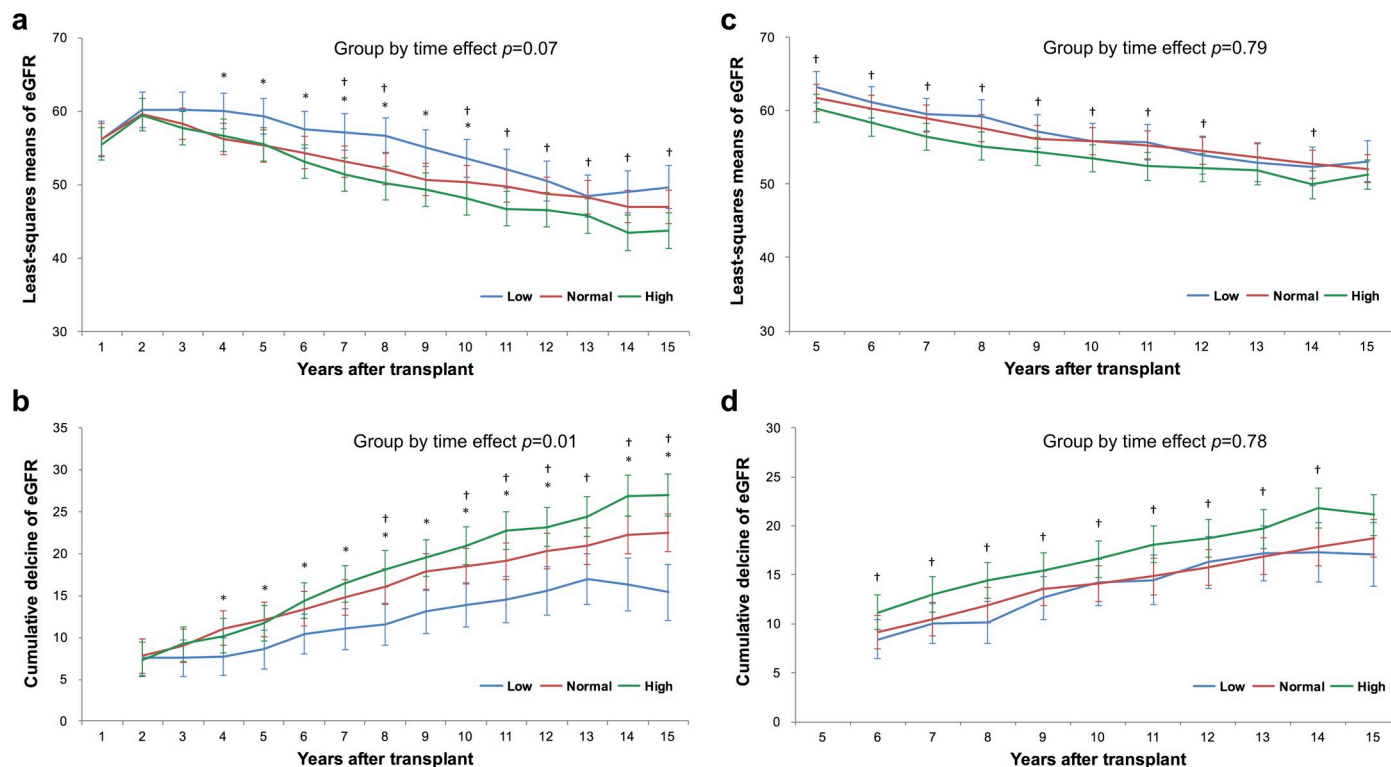 a
Group by time effect p=0.07
Least-squares means of eGFR
70
60
50
40
30
* * * † * † * * † * † † † † †
Low Normal High
1 2 3 4 5 6 7 8 9 10 11 12 13 14 15
Years after transplant
b
Group by time effect p=0.01
Cumulative delcine of eGFR
35
30
25
20
15
10
5
0
* * * * † * * † * † * † * † † * † *
Low Normal High
1 2 3 4 5 6 7 8 9 10 11 12 13 14 15
Years after transplant
c
Group by time effect p=0.79
Least-squares means of eGFR
70
60
50
40
30
† † † † † † † † †
Low Normal High
5 6 7 8 9 10 11 12 13 14 15
Years after transplant
d
Group by time effect p=0.78
Cumulative delcine of eGFR
30
25
20
15
10
5
0
† † † † † † † † †
Low Normal High
5 6 7 8 9 10 11 12 13 14 15
Years after transplant